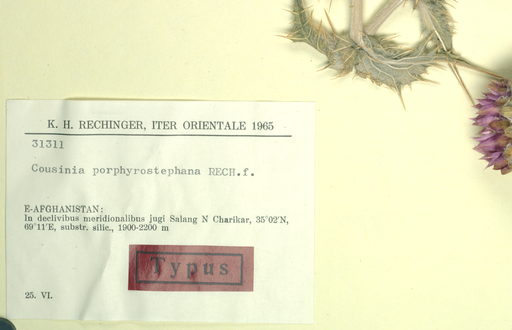 K. H. RECHINGER, ITER ORIENTALE 1965
31311
Cousinia porphyrostephana RECH.f.
E-AFGHANISTAN:
In declivibus meridionalibus jugi Salang N Charikar, 35°02'N,
69°11'E, substr. silic., 1900-2200 m
Typus
25. VI.